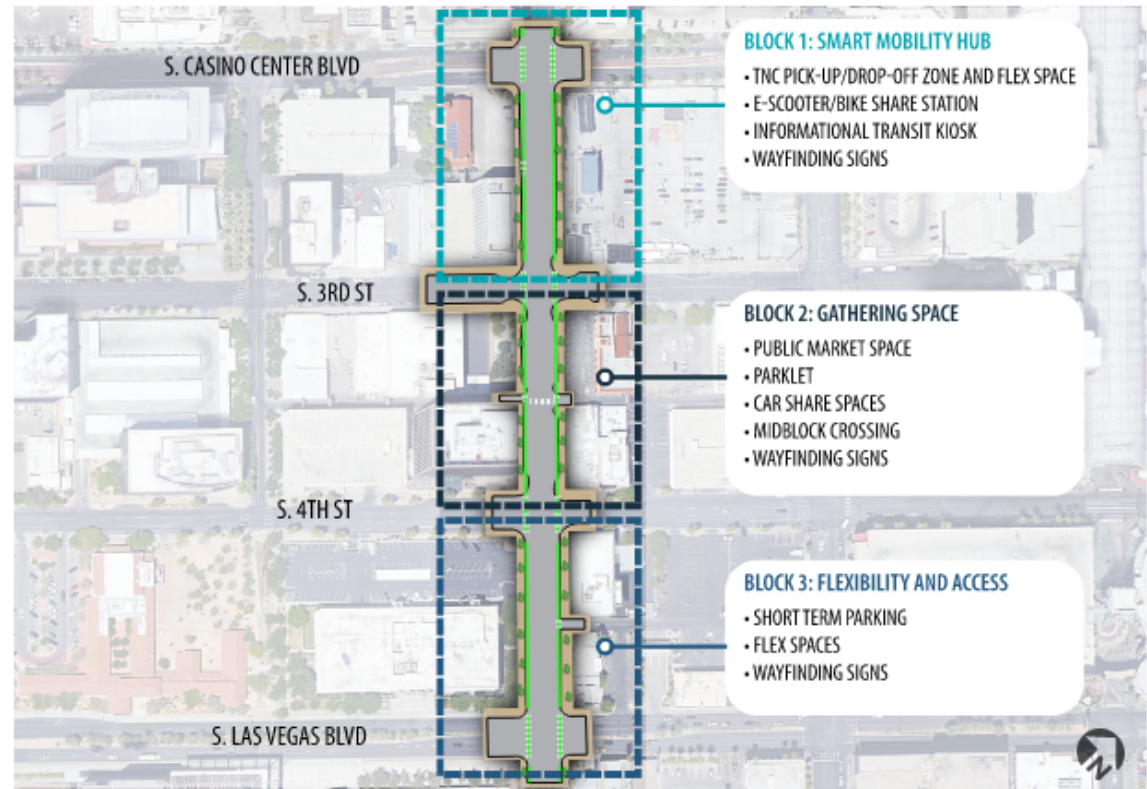 S. CASINO CENTER BLVD
BLOCK 1: SMART MOBILITY HUB
• TNC PICK-UP/DROP-OFF ZONE AND FLEX SPACE
• E-SCOOTER/BIKE SHARE STATION
• INFORMATIONAL TRANSIT KIOSK
• WAYFINDING SIGNS
S. 3RD ST
BLOCK 2: GATHERING SPACE
• PUBLIC MARKET SPACE
• PARKLET
• CAR SHARE SPACES
• MIDBLOCK CROSSING
• WAYFINDING SIGNS
S. 4TH ST
BLOCK 3: FLEXIBILITY AND ACCESS
• SHORT TERM PARKING
• FLEX SPACES
• WAYFINDING SIGNS
S. LAS VEGAS BLVD
N